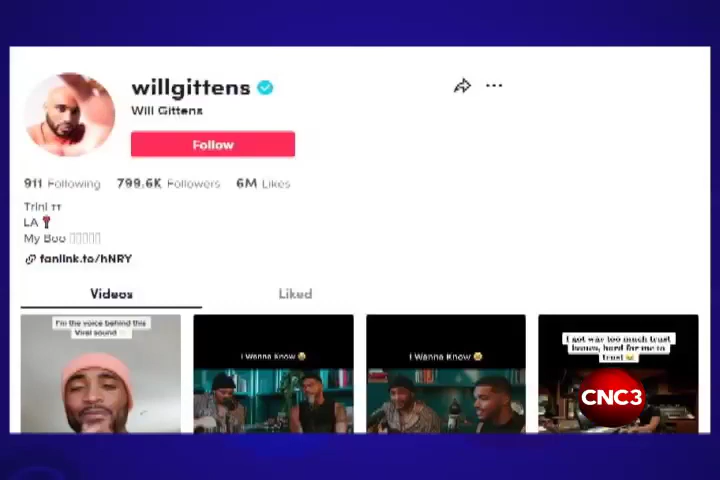 willgittens
Will Gittens
Follow
911 Following 799.6K Followers 6M Likes
Trini TT
LA
My Boo
fanlink.to/hNRY
Videos Liked
I'm the voice behind this
Viral sound
I Wanna Know
I Wanna Know
I got way too much trust
issues, hard for me to
trust
CNC3